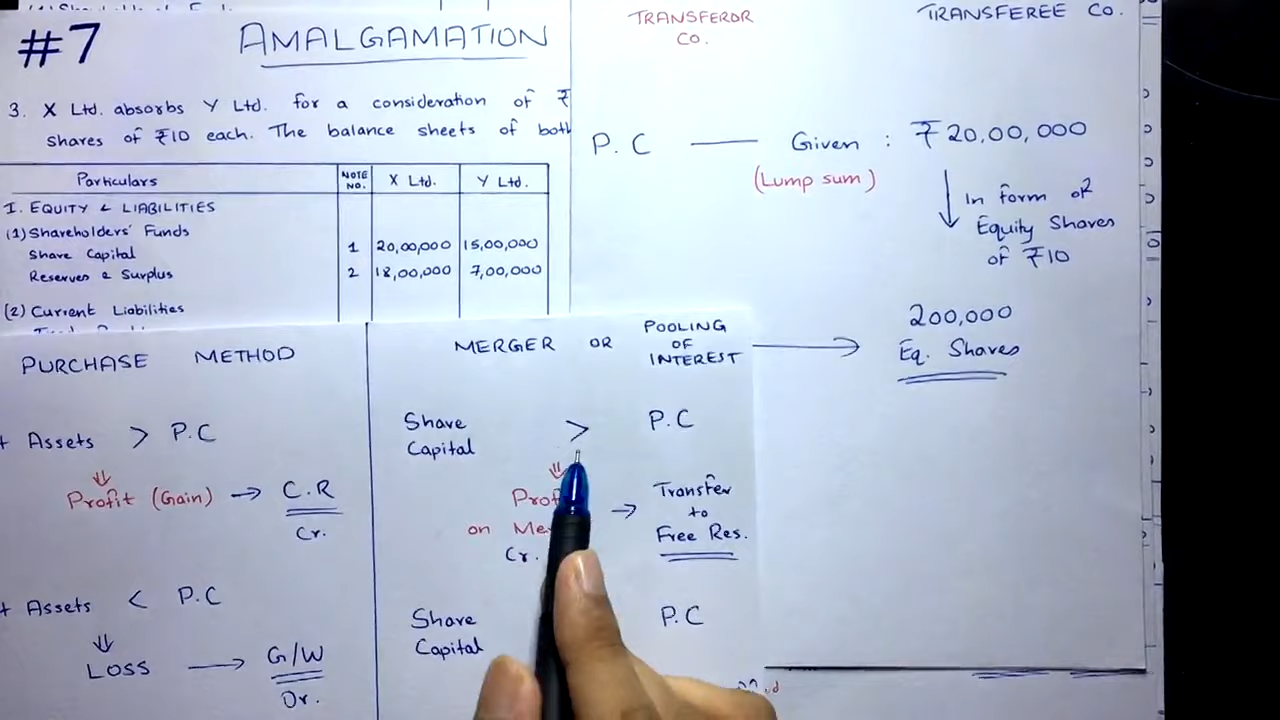 #7
AMALGAMATION
3. X Ltd. absorbs Y Ltd. for a consideration of ₹
shares of ₹10 each. The balance sheets of both
Particulars NOTE NO. X Ltd. Y Ltd.
I. EQUITY & LIABILITIES
(1) Shareholders' Funds
Share Capital 1 20,00,000 15,00,000
Reserves & Surplus 2 18,00,000 7,00,000
(2) Current Liabilities
TRANSFEROR
CO.
TRANSFEREE CO.
P.C — Given : ₹20,00,000
(Lump sum)
In form of
Equity Shares
of ₹10
200,000
Eq. Shares
PURCHASE METHOD
Assets > P.C
Profit (Gain) → C.R
Cr.
Assets < P.C
LOSS → G/W
Dr.
MERGER OR POOLING
OF
INTEREST
Share
Capital > P.C
on
Cr.
→ Transfer
to
Free Res.
Share
Capital P.C